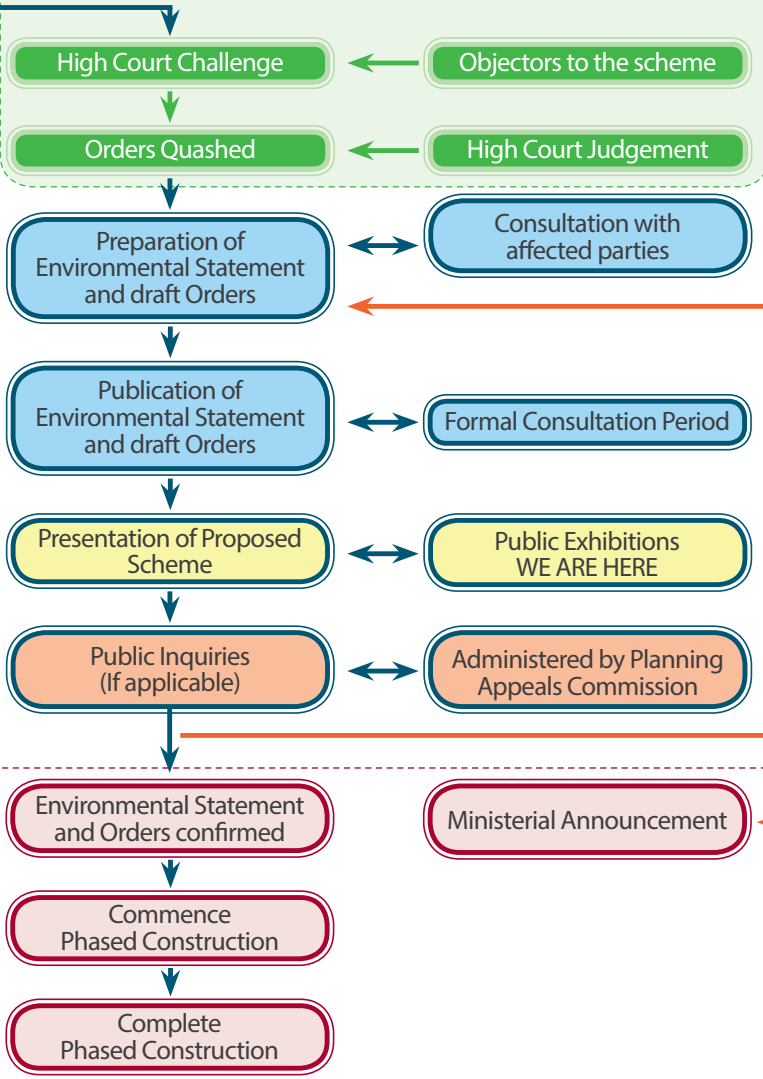 High Court Challenge
Objectors to the scheme
Orders Quashed
High Court Judgement
Preparation of
Environmental Statement
and draft Orders
Consultation with
affected parties
Publication of
Environmental Statement
and draft Orders
Formal Consultation Period
Presentation of Proposed
Scheme
Public Exhibitions
WE ARE HERE
Public Inquiries
(If applicable)
Administered by Planning
Appeals Commission
Environmental Statement
and Orders confirmed
Ministerial Announcement
Commence
Phased Construction
Complete
Phased Construction